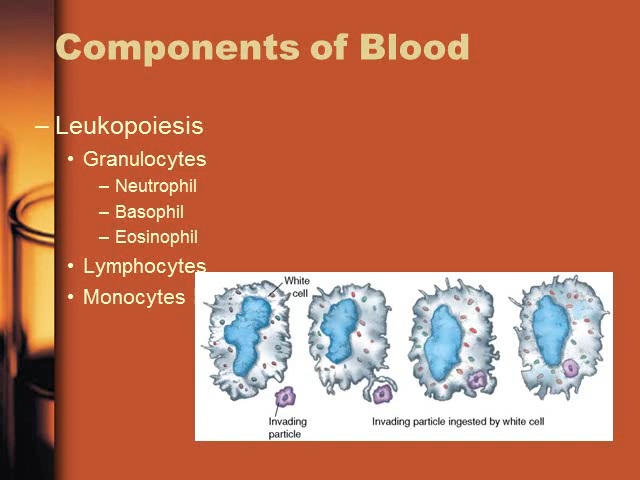 Components of Blood
– Leukopoiesis
• Granulocytes
– Neutrophil
– Basophil
– Eosinophil
• Lymphocytes
• Monocytes
White
cell
Invading
particle
Invading particle ingested by white cell